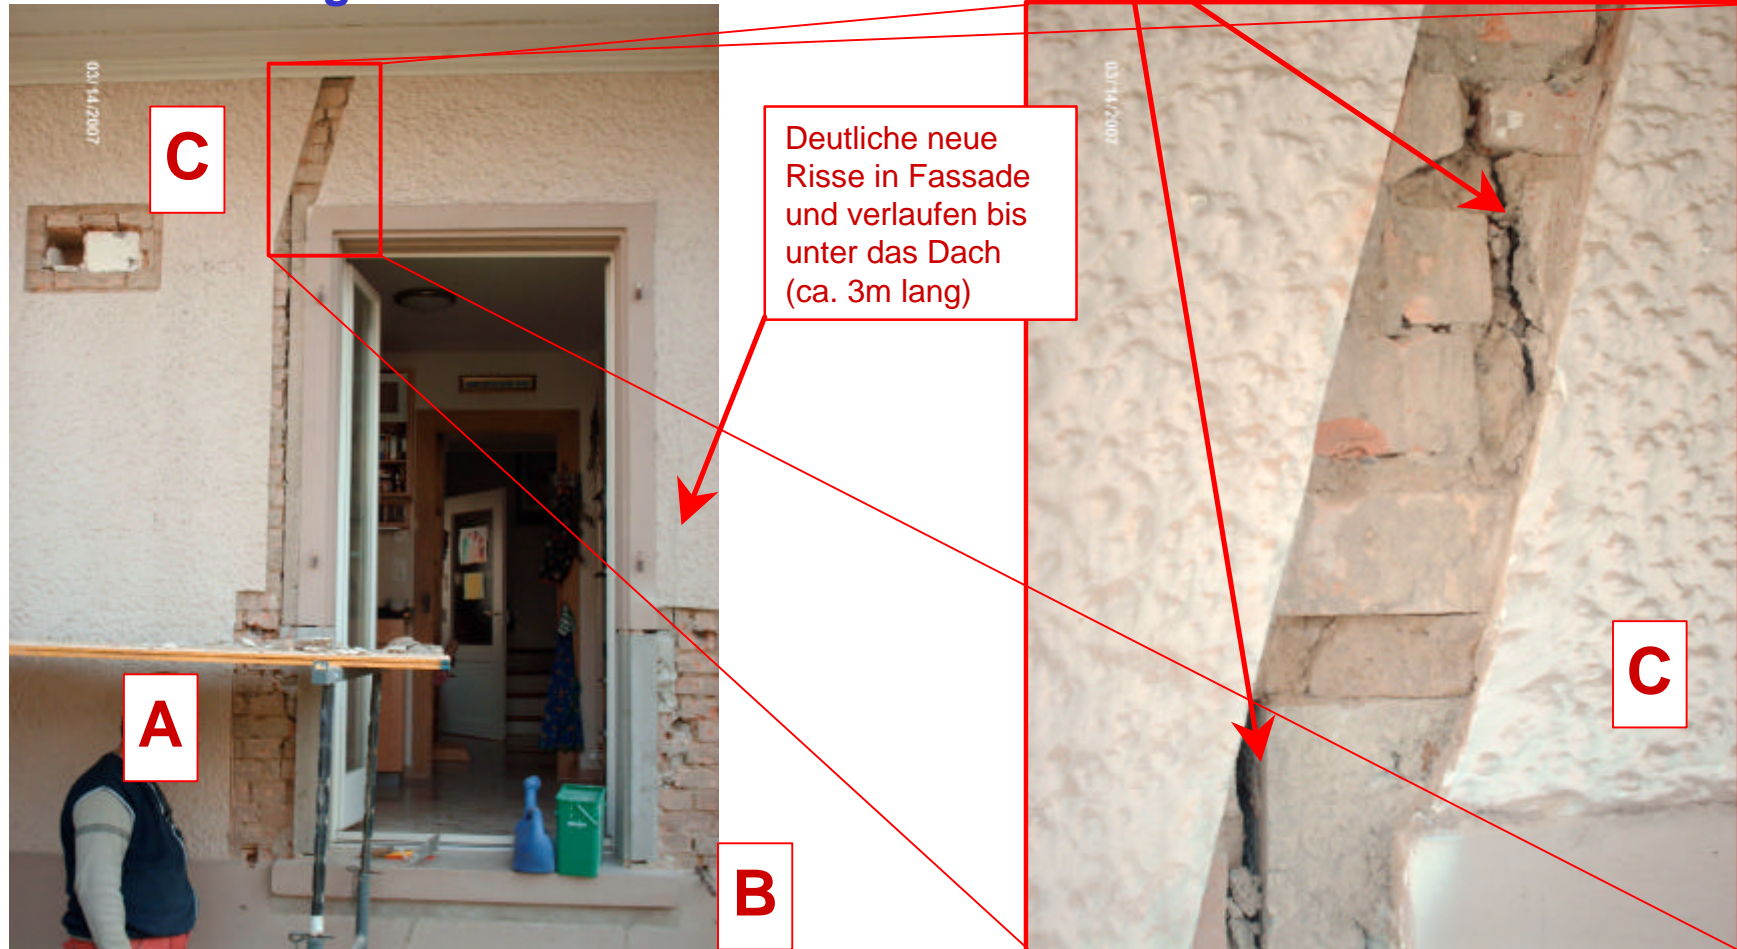 03/14/2007
C
Deutliche neue
Risse in Fassade
und verlaufen bis
unter das Dach
(ca. 3m lang)
A
B
03/14/2007
C